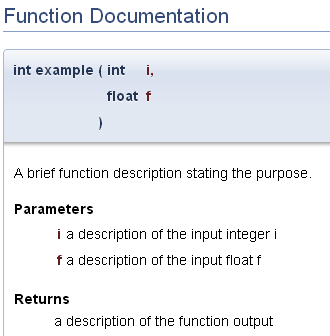 Function Documentation
int example ( int i,
float f
)
A brief function description stating the purpose.
Parameters
i a description of the input integer i
f a description of the input float f
Returns
a description of the function output